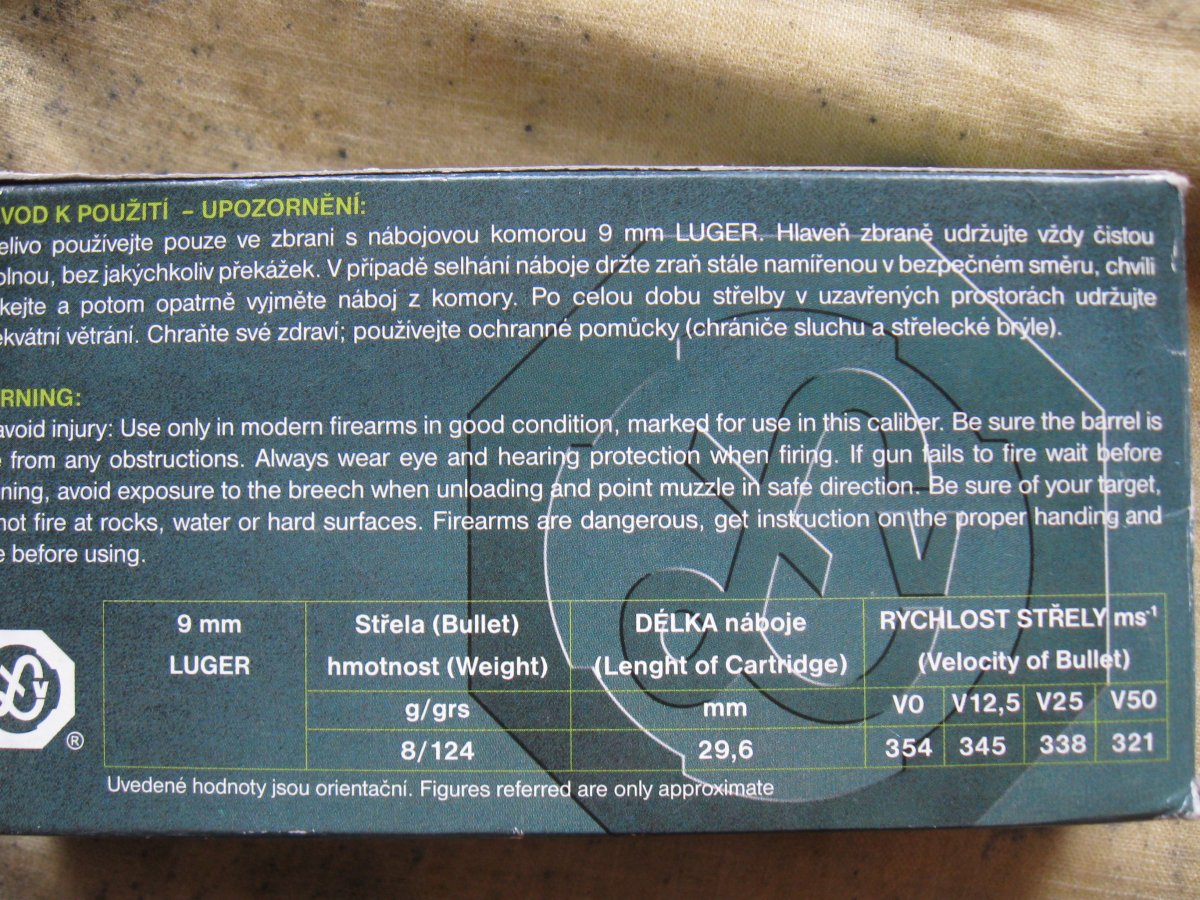 VOD K POUŽITÍ – UPOZORNĚNÍ:
elivo používejte pouze ve zbrani s nábojovou komorou 9 mm LUGER. Hlaveň zbraně udržujte vždy čistou
olnou, bez jakýchkoliv překážek. V případě selhání náboje držte zraň stále namířenou v bezpečném směru, chvíli
kejte a potom opatrně vyjměte náboj z komory. Po celou dobu střelby v uzavřených prostorách udržujte
ekvátní větrání. Chraňte své zdraví; používejte ochranné pomůcky (chrániče sluchu a střelecké brýle).
RNING:
avoid injury: Use only in modern firearms in good condition, marked for use in this caliber. Be sure the barrel is
e from any obstructions. Always wear eye and hearing protection when firing. If gun fails to fire wait before
ning, avoid exposure to the breech when unloading and point muzzle in safe direction. Be sure of your target,
not fire at rocks, water or hard surfaces. Firearms are dangerous, get instruction on the proper handing and
e before using.
9 mm Střela (Bullet) DÉLKA náboje RYCHLOST STŘELY ms⁻¹
LUGER hmotnost (Weight) (Lenght of Cartridge) (Velocity of Bullet)
g/grs mm V0 V12,5 V25 V50
8/124 29,6 354 345 338 321
®
Uvedené hodnoty jsou orientační. Figures referred are only approximate